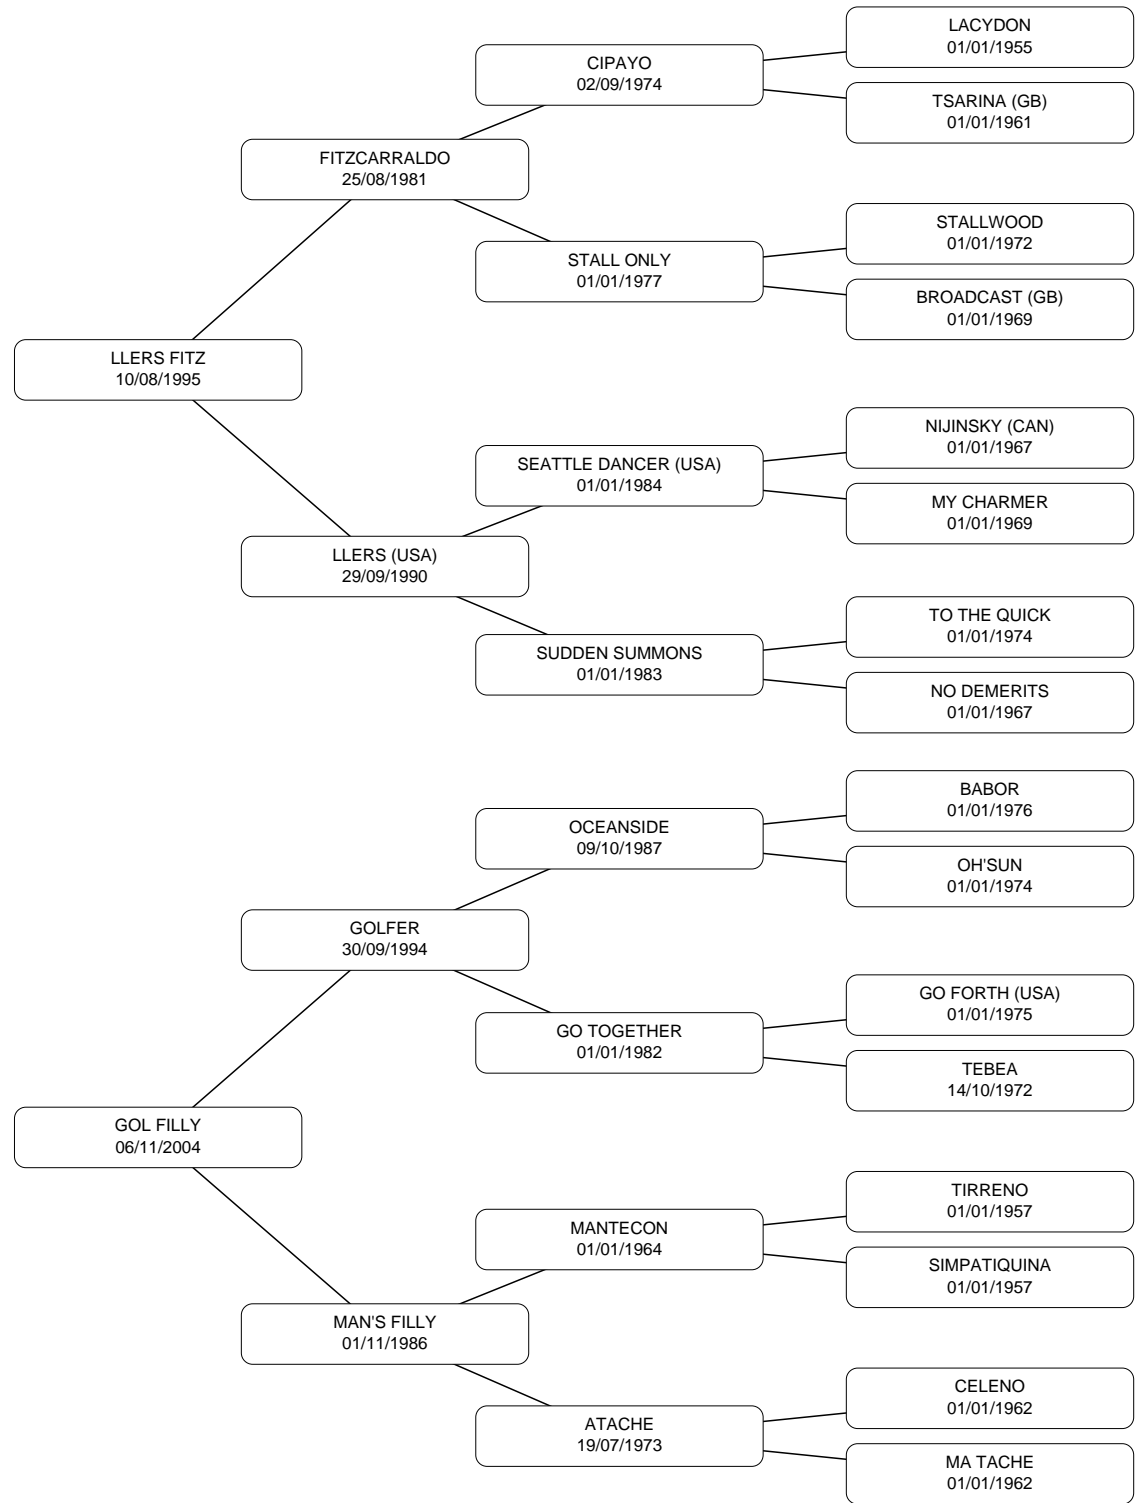 LACYDON
01/01/1955
CIPAYO
02/09/1974
TSARINA (GB)
01/01/1961
FITZCARRALDO
25/08/1981
STALLWOOD
01/01/1972
STALL ONLY
01/01/1977
BROADCAST (GB)
01/01/1969
LLERS FITZ
10/08/1995
NIJINSKY (CAN)
01/01/1967
SEATTLE DANCER (USA)
01/01/1984
MY CHARMER
01/01/1969
LLERS (USA)
29/09/1990
TO THE QUICK
01/01/1974
SUDDEN SUMMONS
01/01/1983
NO DEMERITS
01/01/1967
BABOR
01/01/1976
OCEANSIDE
09/10/1987
OH'SUN
01/01/1974
GOLFER
30/09/1994
GO FORTH (USA)
01/01/1975
GO TOGETHER
01/01/1982
TEBEA
14/10/1972
GOL FILLY
06/11/2004
TIRRENO
01/01/1957
MANTECON
01/01/1964
SIMPATIQUINA
01/01/1957
MAN'S FILLY
01/11/1986
CELENO
01/01/1962
ATACHE
19/07/1973
MA TACHE
01/01/1962